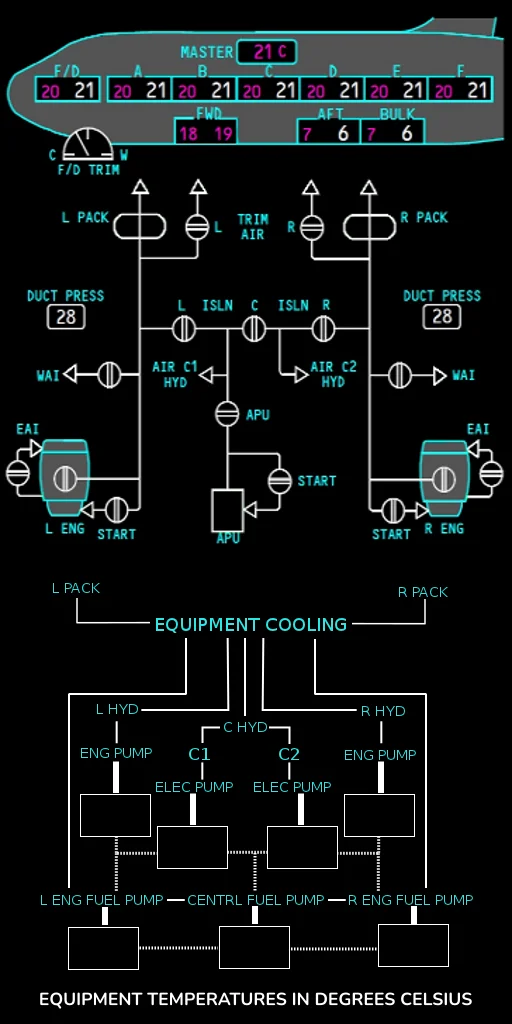 MASTER 21 C
F/D A B C D E F
20 21 20 21 20 21 20 21 20 21 20 21 20 21
FWD AFT BULK
18 19 7 6 7 6
C W
F/D TRIM
L PACK L TRIM AIR R R PACK
DUCT PRESS DUCT PRESS
28 28
L ISLN C ISLN R
WAI AIR C1 HYD AIR C2 HYD WAI
APU
EAI EAI
START
L ENG START APU START R ENG
L PACK R PACK
EQUIPMENT COOLING
L HYD R HYD
C HYD
ENG PUMP C1 C2 ENG PUMP
ELEC PUMP ELEC PUMP
L ENG FUEL PUMP CENTRL FUEL PUMP R ENG FUEL PUMP
EQUIPMENT TEMPERATURES IN DEGREES CELSIUS